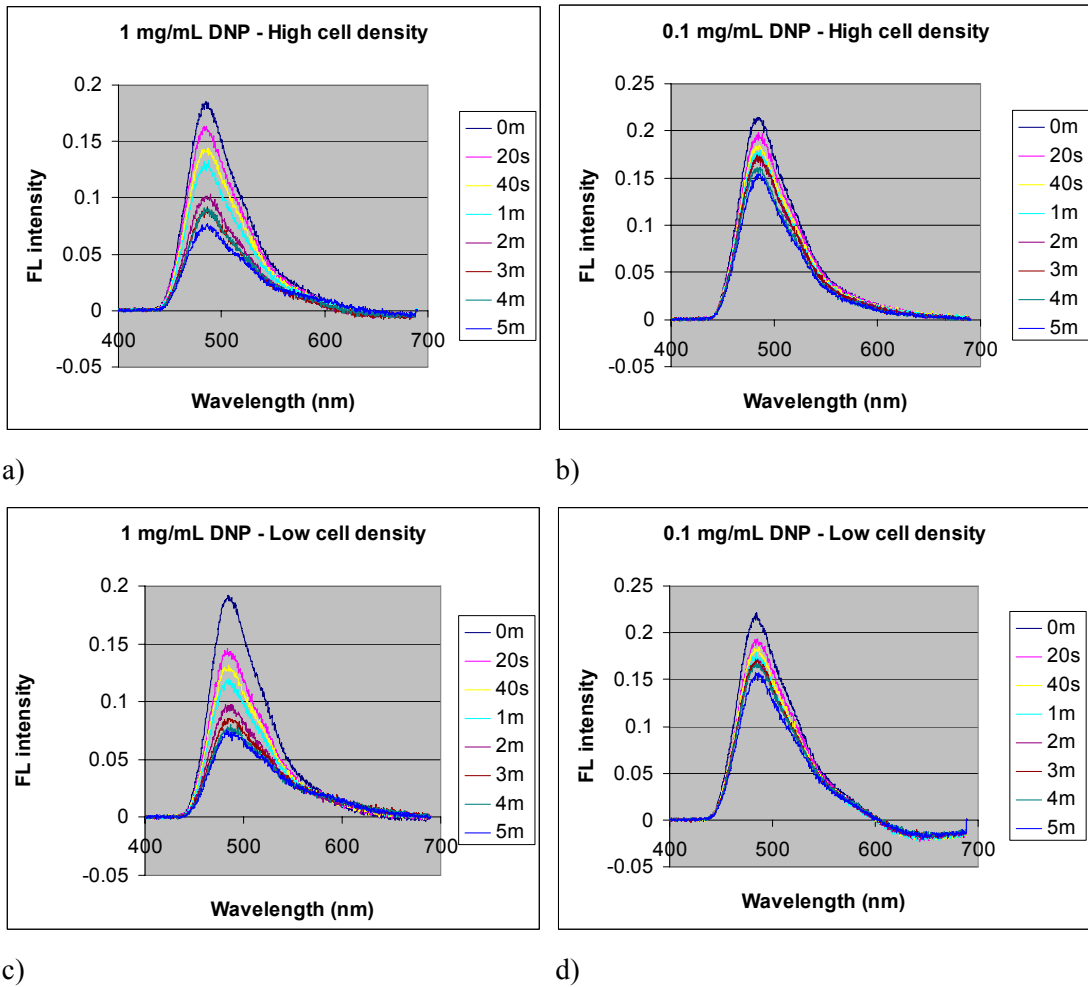 1 mg/mL DNP - High cell density
FL intensity
0.2
0.15
0.1
0.05
0
-0.05
400
500
600
700
Wavelength (nm)
0m
20s
40s
1m
2m
3m
4m
5m
a)
0.1 mg/mL DNP - High cell density
FL intensity
0.25
0.2
0.15
0.1
0.05
0
-0.05
400
500
600
700
Wavelength (nm)
0m
20s
40s
1m
2m
3m
4m
5m
b)
1 mg/mL DNP - Low cell density
FL intensity
0.2
0.15
0.1
0.05
0
-0.05
400
500
600
700
Wavelength (nm)
0m
20s
40s
1m
2m
3m
4m
5m
c)
0.1 mg/mL DNP - Low cell density
FL intensity
0.25
0.2
0.15
0.1
0.05
0
-0.05
400
500
600
700
Wavelength (nm)
0m
20s
40s
1m
2m
3m
4m
5m
d)